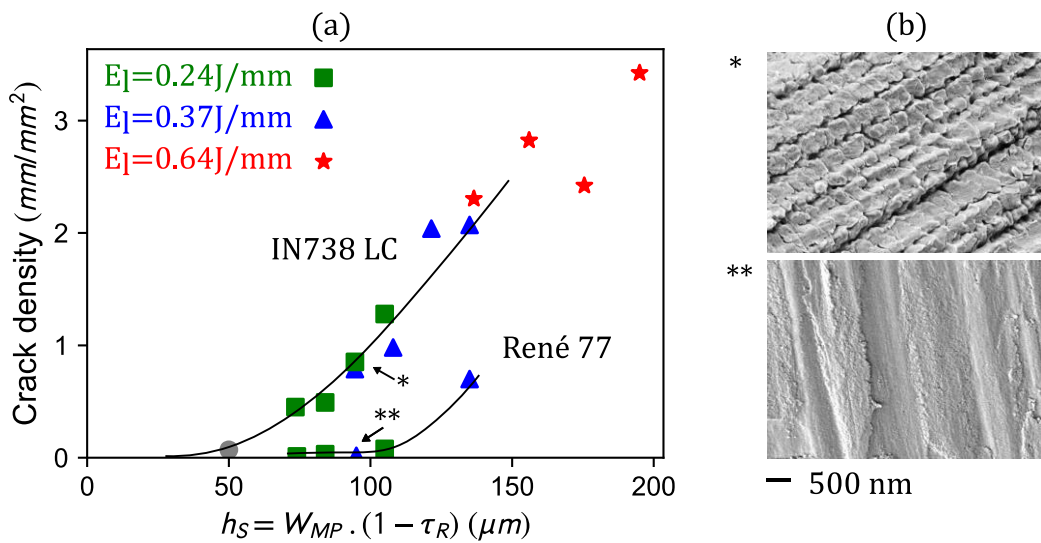 (a)
(b)
E_l=0.24J/mm
E_l=0.37J/mm
E_l=0.64J/mm
IN738 LC
René 77
*
**
Crack density (mm/mm²)
3
2
1
0
0 50 100 150 200
h_S = W_MP . (1 − τ_R) (μm)
*
**
500 nm